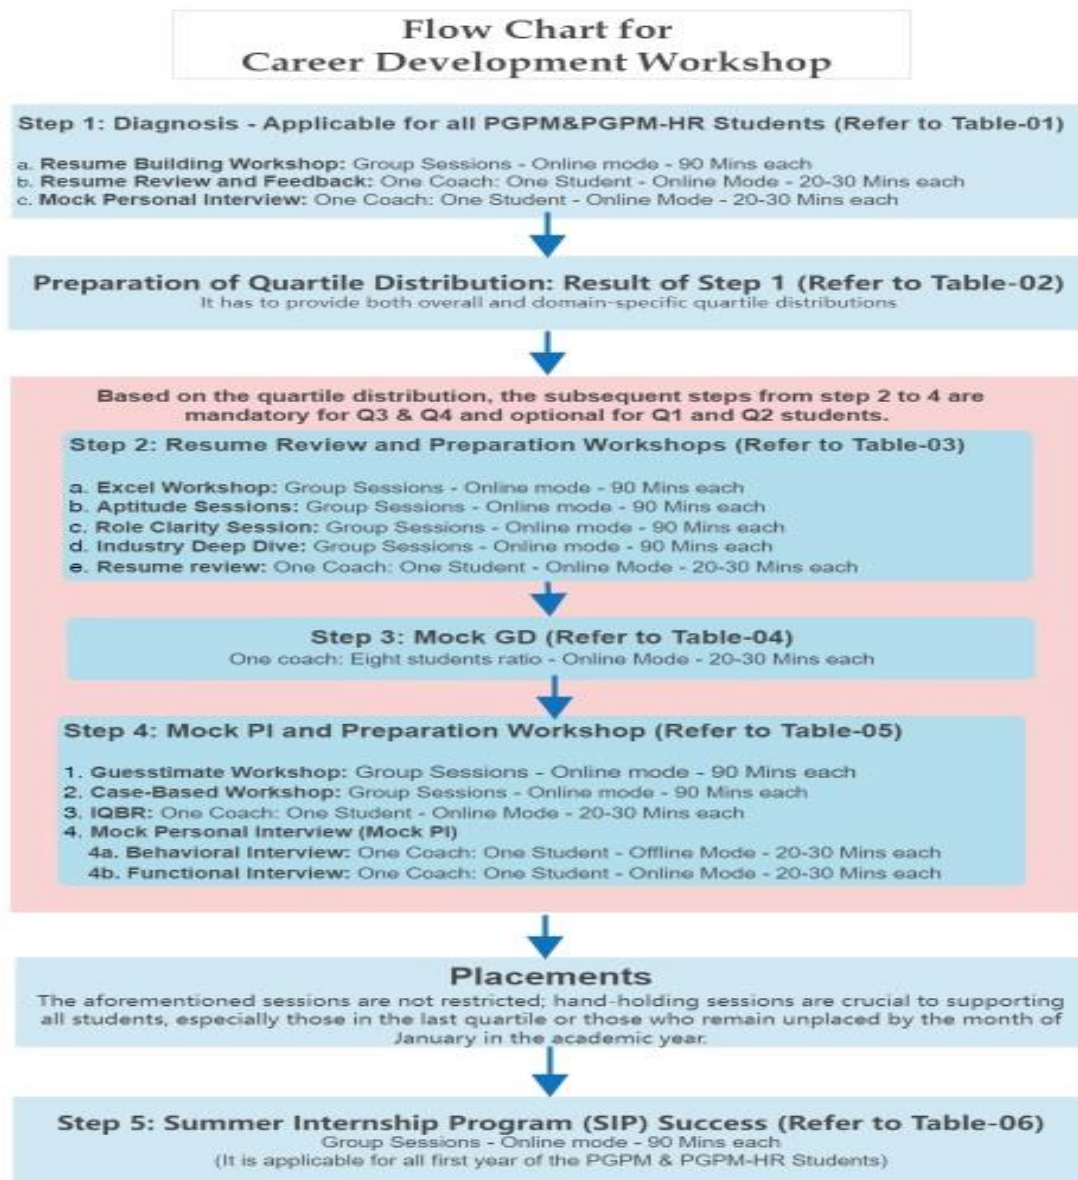 Flow Chart for
Career Development Workshop
Step 1: Diagnosis - Applicable for all PGPM&PGPM-HR Students (Refer to Table-01)
a. Resume Building Workshop: Group Sessions - Online mode - 90 Mins each
b. Resume Review and Feedback: One Coach: One Student - Online Mode - 20-30 Mins each
c. Mock Personal Interview: One Coach: One Student - Online Mode - 20-30 Mins each
Preparation of Quartile Distribution: Result of Step 1 (Refer to Table-02)
It has to provide both overall and domain-specific quartile distributions
Based on the quartile distribution, the subsequent steps from step 2 to 4 are
mandatory for Q3 & Q4 and optional for Q1 and Q2 students.
Step 2: Resume Review and Preparation Workshops (Refer to Table-03)
a. Excel Workshop: Group Sessions - Online mode - 90 Mins each
b. Aptitude Sessions: Group Sessions - Online mode - 90 Mins each
c. Role Clarity Session: Group Sessions - Online mode - 90 Mins each
d. Industry Deep Dive: Group Sessions - Online mode - 90 Mins each
e. Resume review: One Coach: One Student - Online Mode - 20-30 Mins each
Step 3: Mock GD (Refer to Table-04)
One coach: Eight students ratio - Online Mode - 20-30 Mins each
Step 4: Mock PI and Preparation Workshop (Refer to Table-05)
1. Guesstimate Workshop: Group Sessions - Online mode - 90 Mins each
2. Case-Based Workshop: Group Sessions - Online mode - 90 Mins each
3. IQBR: One Coach: One Student - Online Mode - 20-30 Mins each
4. Mock Personal Interview (Mock PI)
4a. Behavioral Interview: One Coach: One Student - Offline Mode - 20-30 Mins each
4b. Functional Interview: One Coach: One Student - Online Mode - 20-30 Mins each
Placements
The aforementioned sessions are not restricted; hand-holding sessions are crucial to supporting
all students, especially those in the last quartile or those who remain unplaced by the month of
January in the academic year.
Step 5: Summer Internship Program (SIP) Success (Refer to Table-06)
Group Sessions - Online mode - 90 Mins each
(It is applicable for all first year of the PGPM & PGPM-HR Students)